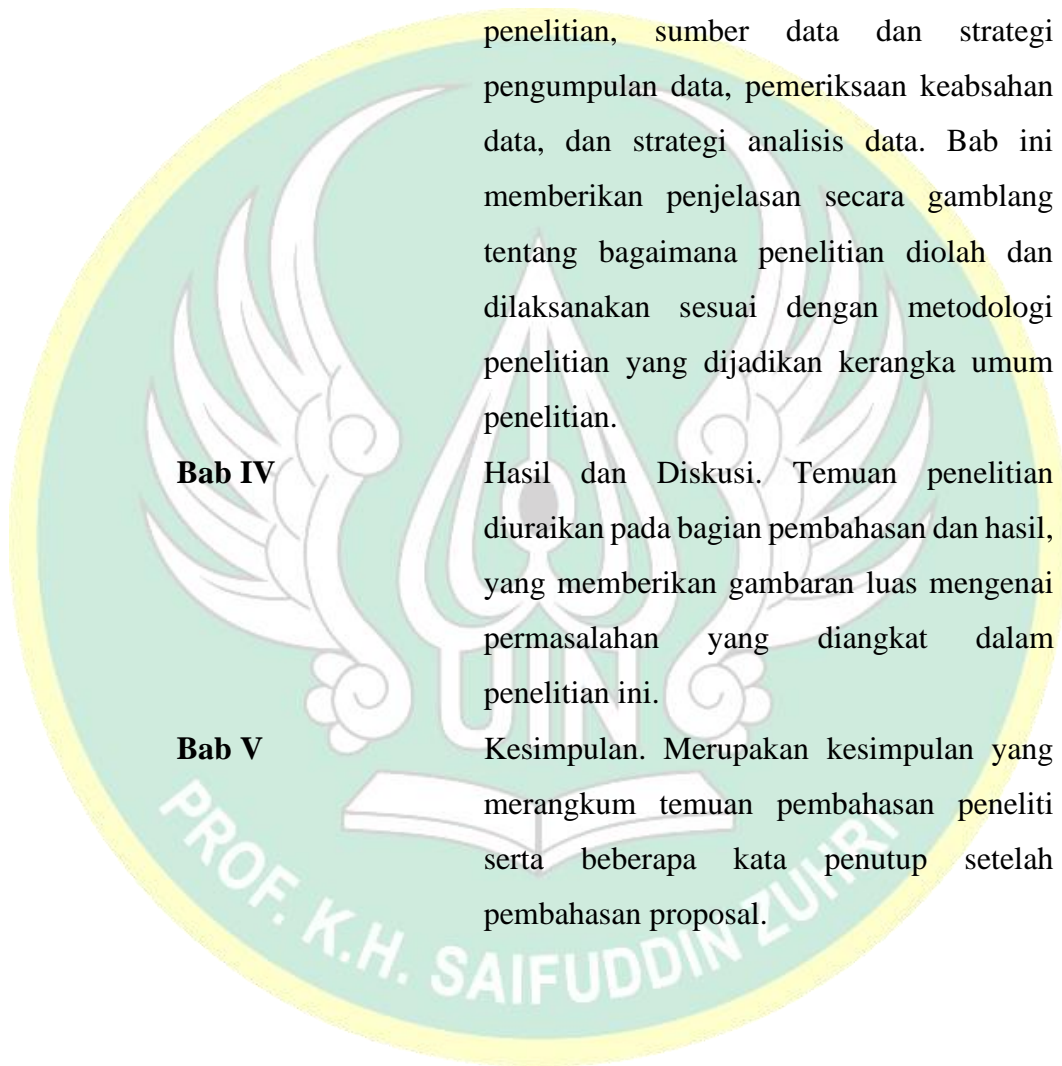 penelitian, sumber data dan strategi
pengumpulan data, pemeriksaan keabsahan
data, dan strategi analisis data. Bab ini
memberikan penjelasan secara gamblang
tentang bagaimana penelitian diolah dan
dilaksanakan sesuai dengan metodologi
penelitian yang dijadikan kerangka umum
penelitian.
Bab IV Hasil dan Diskusi. Temuan penelitian
diuraikan pada bagian pembahasan dan hasil,
yang memberikan gambaran luas mengenai
permasalahan yang diangkat dalam
penelitian ini.
Bab V Kesimpulan. Merupakan kesimpulan yang
merangkum temuan pembahasan peneliti
serta beberapa kata penutup setelah
pembahasan proposal.
UIN
PROF. K.H. SAIFUDDIN ZUHRI